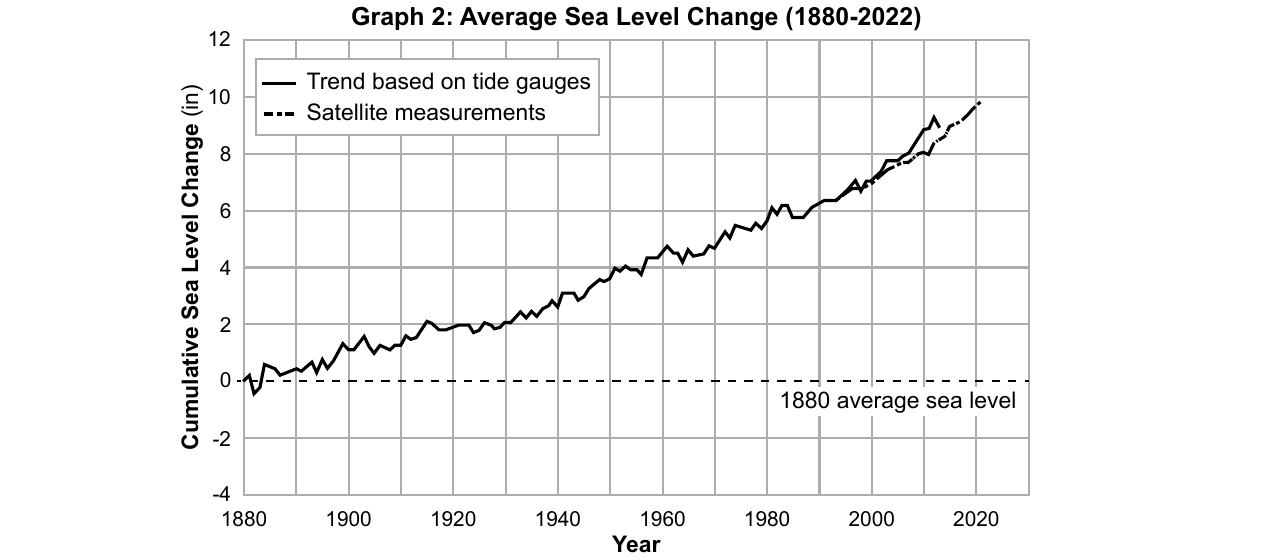 Graph 2: Average Sea Level Change (1880-2022)
Cumulative Sea Level Change (in)
12
10
8
6
4
2
0
-2
-4
Trend based on tide gauges
Satellite measurements
1880 average sea level
1880 1900 1920 1940 1960 1980 2000 2020
Year